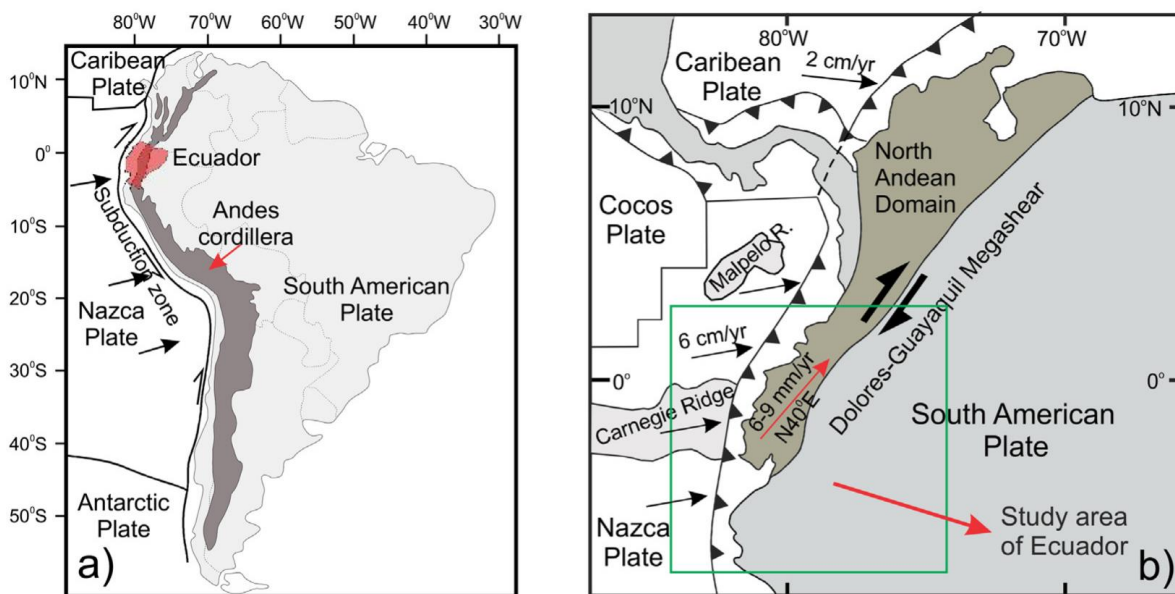 80°W 70°W 60°W 50°W 40°W 30°W
10°N
0°
10°S
20°S
30°S
40°S
50°S
Caribbean
Plate
Ecuador
Subduction zone
Andes
cordillera
South American
Plate
Nazca
Plate
Antarctic
Plate
a)
80°W 70°W
10°N
0°
10°N
0°
Caribean
Plate
2 cm/yr
North
Andean
Domain
Cocos
Plate
Malpelo R.
Dolores-Guayaquil Megashear
6 cm/yr
6-9 mm/yr
N40°E
Carnegie Ridge
South American
Plate
Nazca
Plate
Study area
of Ecuador
b)